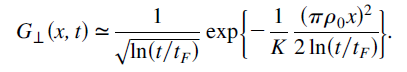 G⊥(x, t) ≃ 1/√ln(t/t_F) exp{−(1/K) (πρ₀x)²/(2 ln(t/t_F))}.